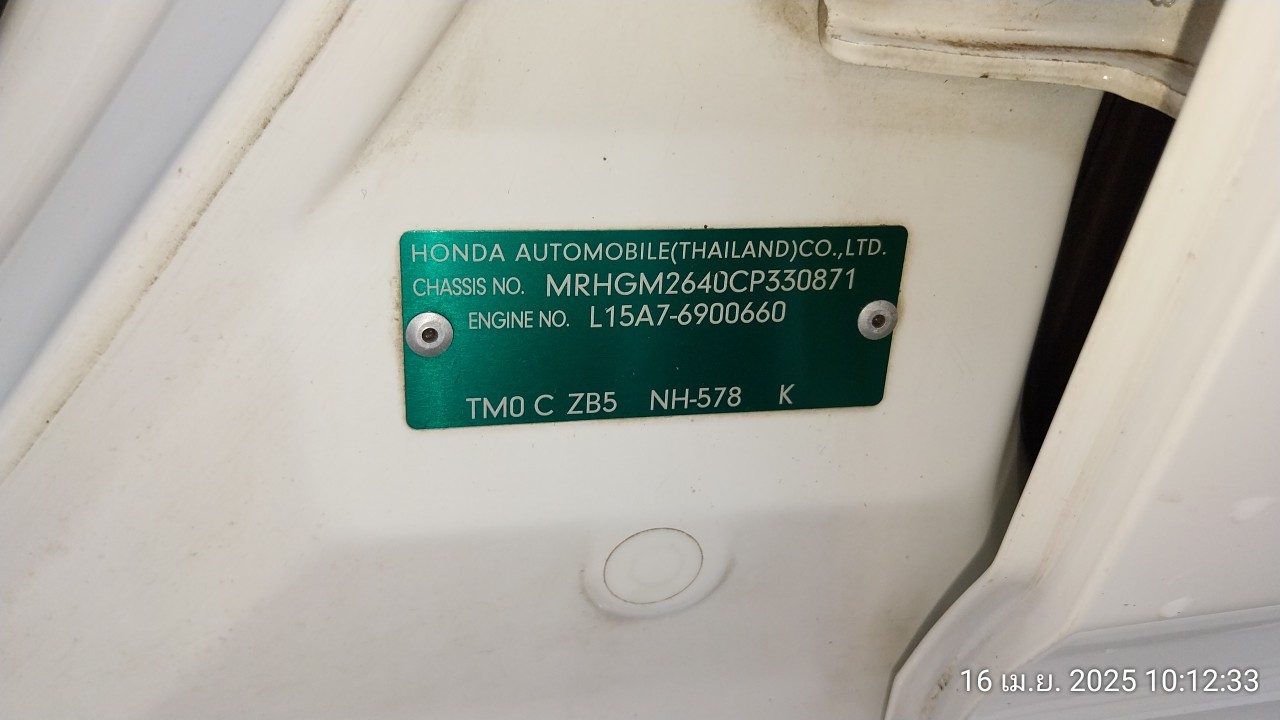 HONDA AUTOMOBILE(THAILAND)CO.,LTD.
CHASSIS NO. MRHGM2640CP330871
ENGINE NO. L15A7-6900660
TM0 C ZB5 NH-578 K
16 เม.ย. 2025 10:12:33